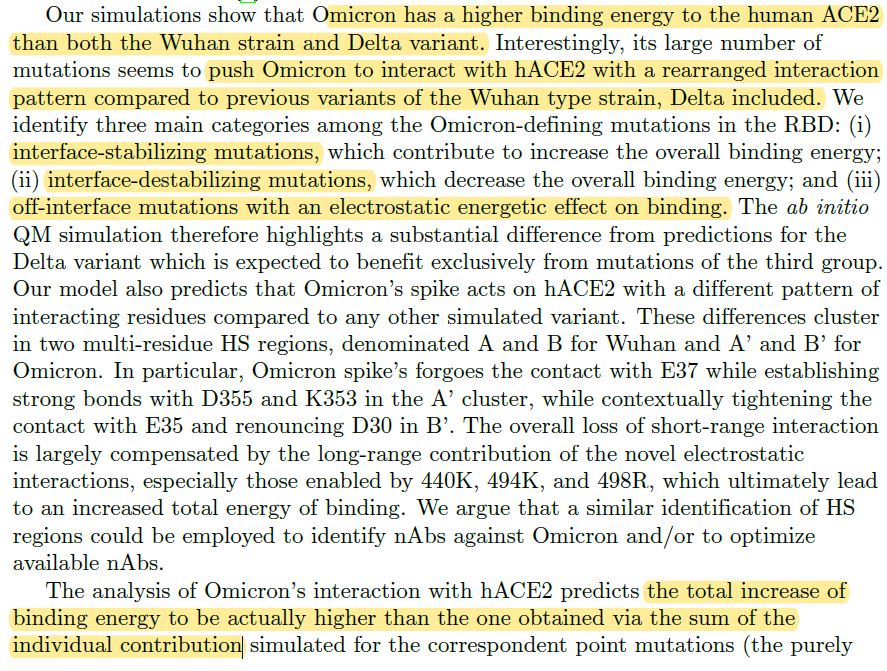 Our simulations show that Omicron has a higher binding energy to the human ACE2
than both the Wuhan strain and Delta variant. Interestingly, its large number of
mutations seems to push Omicron to interact with hACE2 with a rearranged interaction
pattern compared to previous variants of the Wuhan type strain, Delta included. We
identify three main categories among the Omicron-defining mutations in the RBD: (i)
interface-stabilizing mutations, which contribute to increase the overall binding energy;
(ii) interface-destabilizing mutations, which decrease the overall binding energy; and (iii)
off-interface mutations with an electrostatic energetic effect on binding. The ab initio
QM simulation therefore highlights a substantial difference from predictions for the
Delta variant which is expected to benefit exclusively from mutations of the third group.
Our model also predicts that Omicron's spike acts on hACE2 with a different pattern of
interacting residues compared to any other simulated variant. These differences cluster
in two multi-residue HS regions, denominated A and B for Wuhan and A' and B' for
Omicron. In particular, Omicron spike's forgoes the contact with E37 while establishing
strong bonds with D355 and K353 in the A' cluster, while contextually tightening the
contact with E35 and renouncing D30 in B'. The overall loss of short-range interaction
is largely compensated by the long-range contribution of the novel electrostatic
interactions, especially those enabled by 440K, 494K, and 498R, which ultimately lead
to an increased total energy of binding. We argue that a similar identification of HS
regions could be employed to identify nAbs against Omicron and/or to optimize
available nAbs.
The analysis of Omicron's interaction with hACE2 predicts the total increase of
binding energy to be actually higher than the one obtained via the sum of the
individual contribution simulated for the correspondent point mutations (the purely